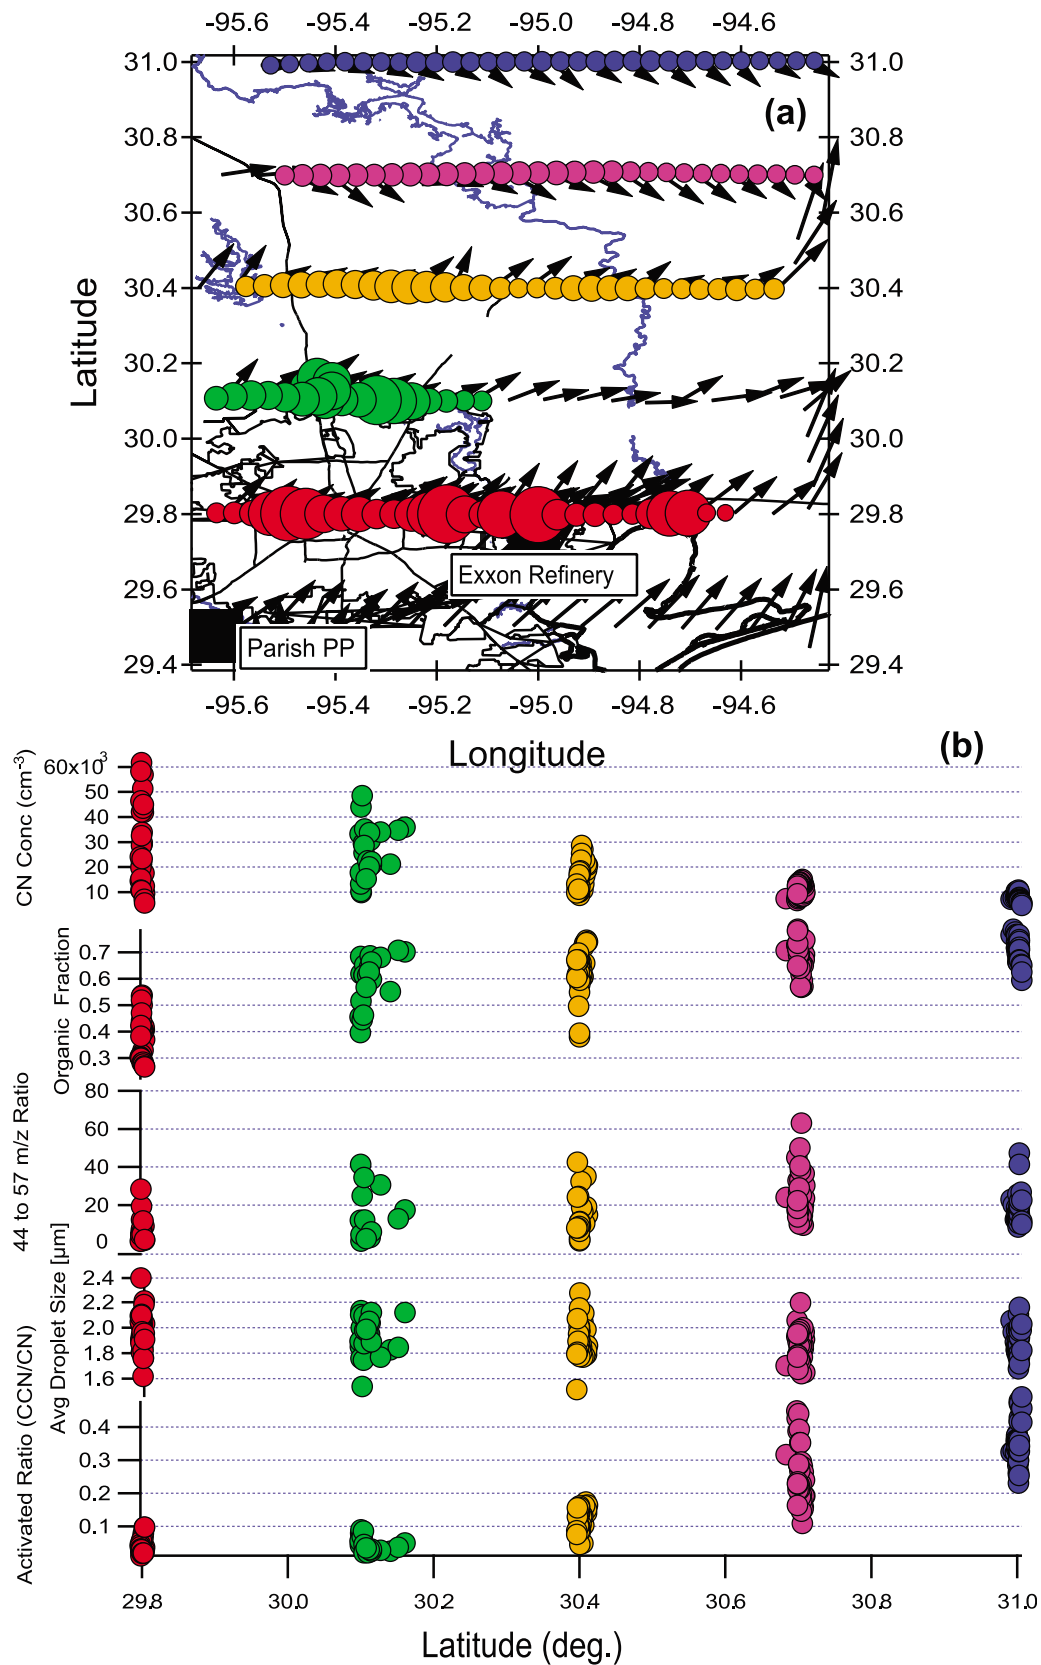 -95.6 -95.4 -95.2 -95.0 -94.8 -94.6
31.0 31.0
(a)
30.8 30.8
30.6 30.6
30.4 30.4
30.2 30.2
30.0 30.0
29.8 29.8
29.6 29.6
29.4 29.4
Latitude
Exxon Refinery
Parish PP
-95.6 -95.4 -95.2 -95.0 -94.8 -94.6
Longitude
(b)
CN Conc (cm-3)
60x10³
50
40
30
20
10
Organic Fraction
0.7
0.6
0.5
0.4
0.3
44 to 57 m/z Ratio
80
60
40
20
0
Avg Droplet Size [µm]
2.4
2.2
2.0
1.8
1.6
Activated Ratio (CCN/CN)
0.4
0.3
0.2
0.1
29.8 30.0 30.2 30.4 30.6 30.8 31.0
Latitude (deg.)